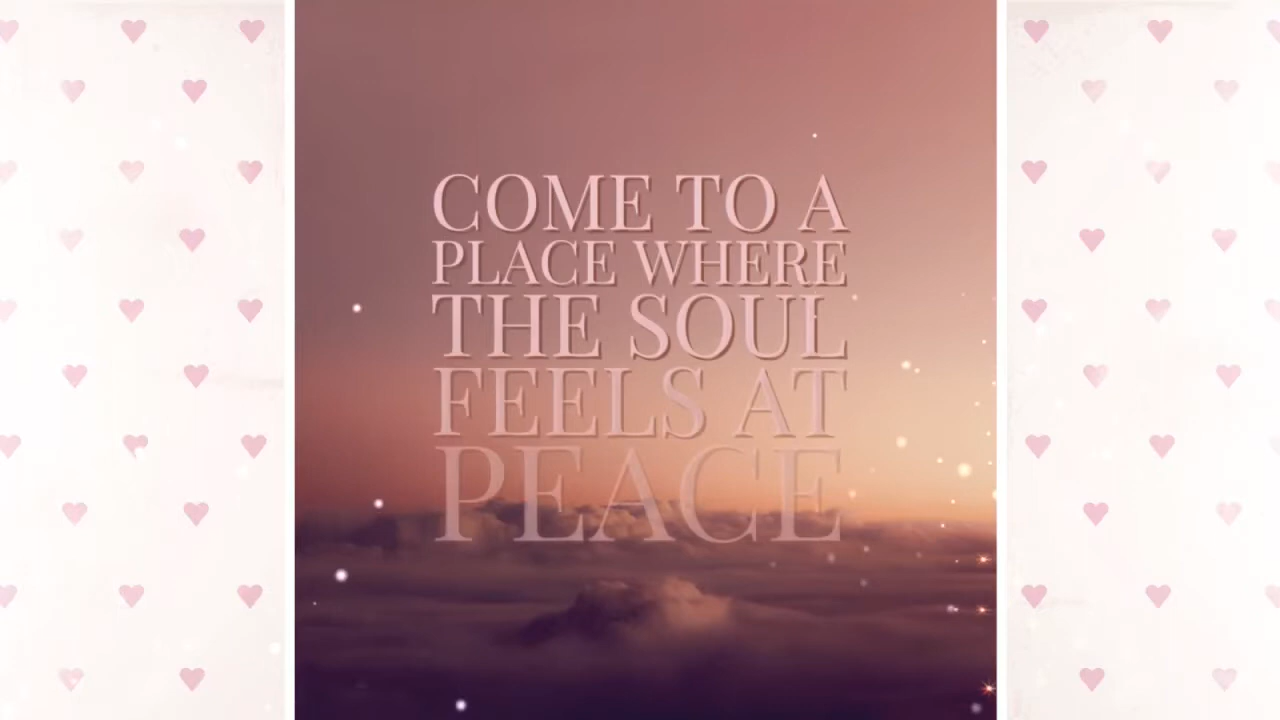 COME TO A
PLACE WHERE
THE SOUL
FEELS AT
PEACE